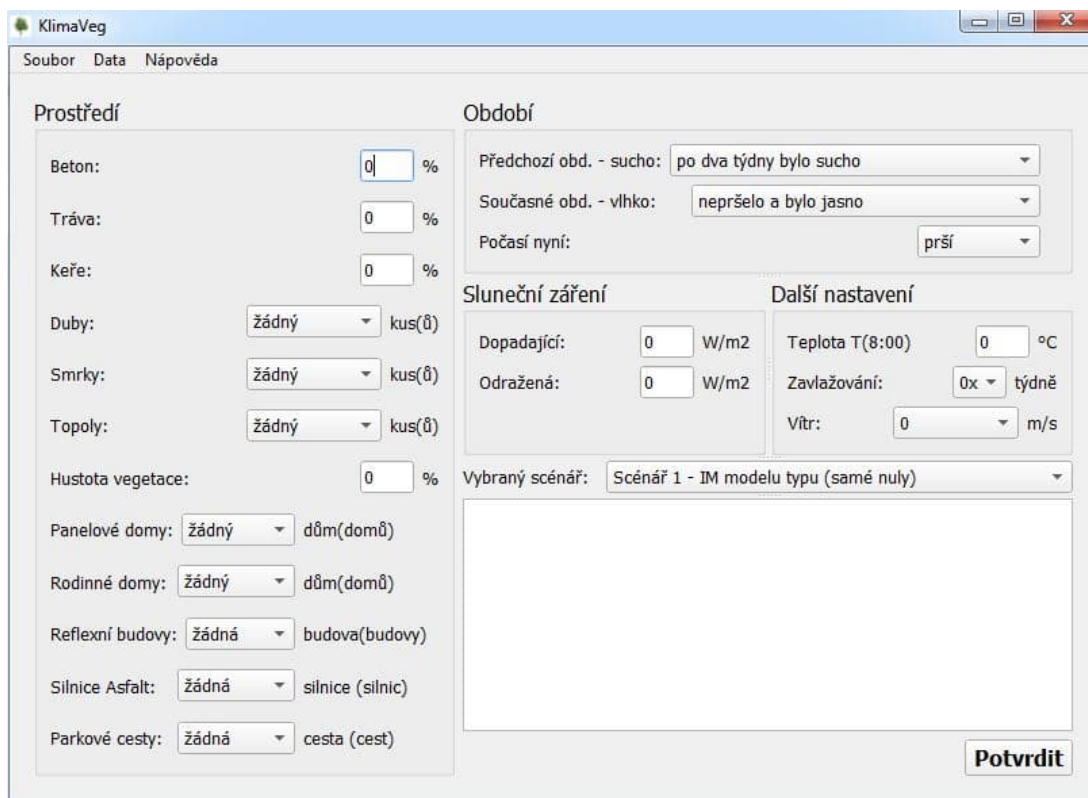 KlimaVeg
Soubor Data Nápověda
Prostředí
Beton: 0 %
Tráva: 0 %
Keře: 0 %
Duby: žádný kus(ů)
Smrky: žádný kus(ů)
Topoly: žádný kus(ů)
Hustota vegetace: 0 %
Panelové domy: žádný dům(domů)
Rodinné domy: žádný dům(domů)
Reflexní budovy: žádná budova(budovy)
Silnice Asfalt: žádná silnice (silnic)
Parkové cesty: žádná cesta (cest)
Období
Předchozí obd. - sucho: po dva týdny bylo sucho
Současné obd. - vlhko: nepršelo a bylo jasno
Počasí nyní: prší
Sluneční záření
Dopadající: 0 W/m2
Odražená: 0 W/m2
Další nastavení
Teplota T(8:00) 0 °C
Zavlažování: 0x týdně
Vítr: 0 m/s
Vybraný scénář: Scénář 1 - IM modelu typu (samé nuly)
Potvrdit